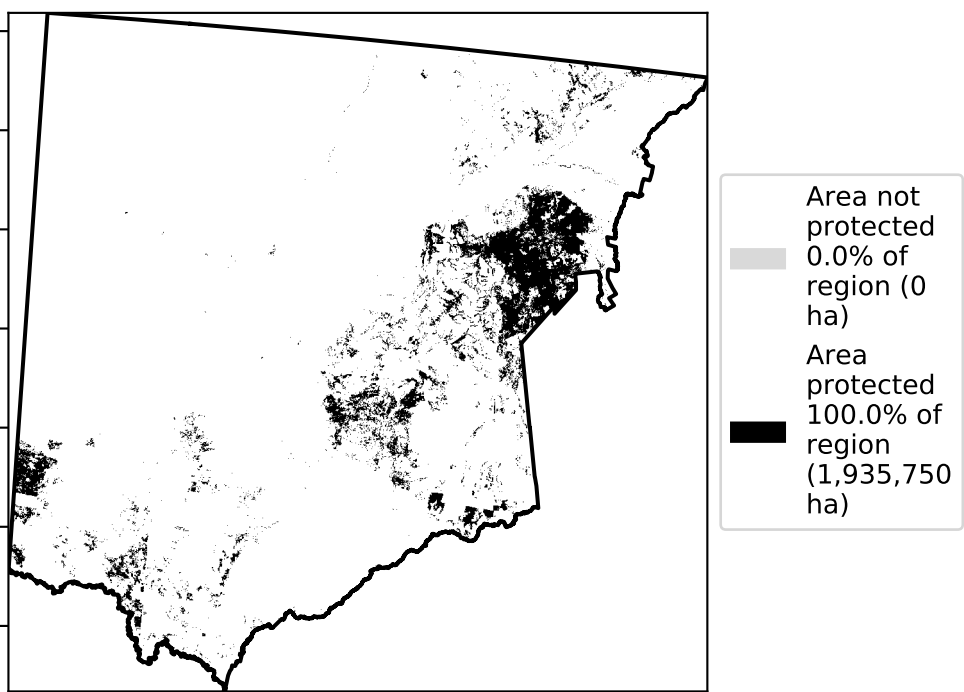 Area not
protected
0.0% of
region (0
ha)
Area
protected
100.0% of
region
(1,935,750
ha)